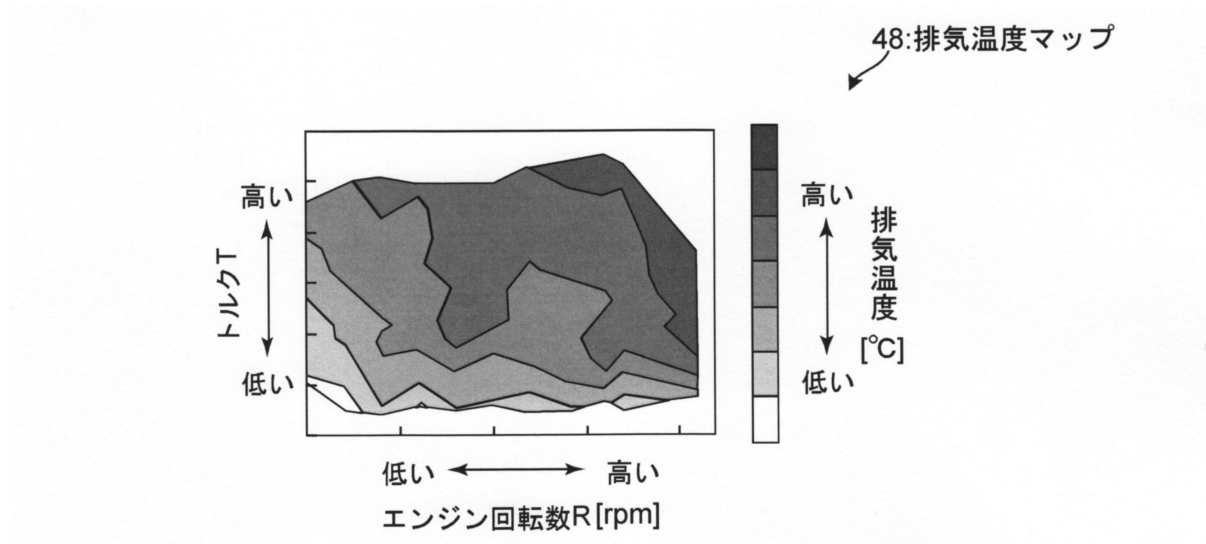 48:排気温度マップ
高い
トルクT
低い
高い
排気温度
[℃]
低い
低い
高い
エンジン回転数R[rpm]